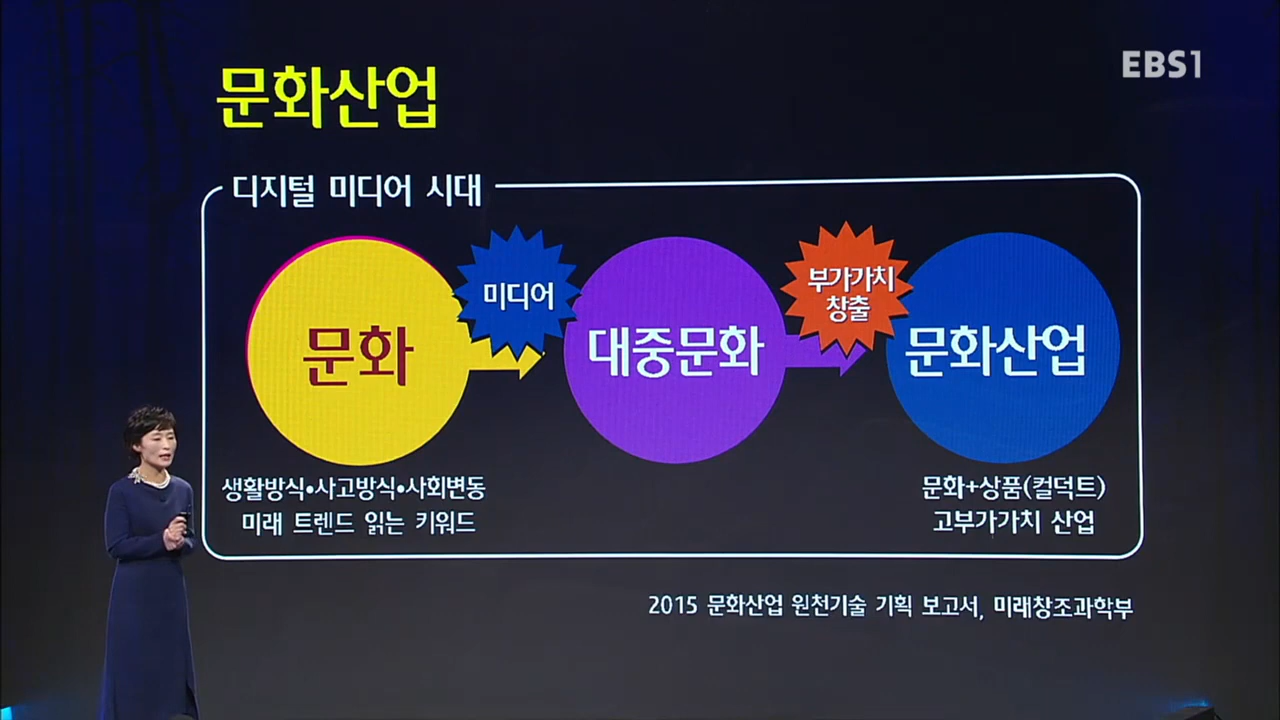 EBS1
문화산업
디지털 미디어 시대
문화
미디어
대중문화
부가가치
창출
문화산업
생활방식•사고방식•사회변동
미래 트렌드 읽는 키워드
문화+상품(컬덕트)
고부가가치 산업
2015 문화산업 원천기술 기획 보고서, 미래창조과학부